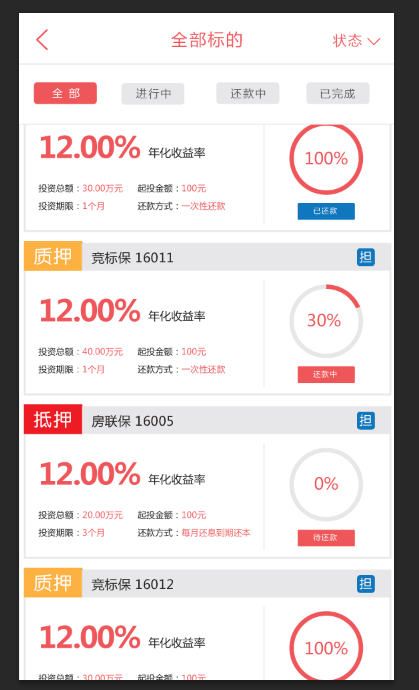 全部标的 状态
全 部 进行中 还款中 已完成
12.00% 年化收益率 100%
投资总额：30.00万元 起投金额：100元
投资期限：1个月 还款方式：一次性还款 已还款
质押 竞标保 16011 担
12.00% 年化收益率 30%
投资总额：40.00万元 起投金额：100元
投资期限：1个月 还款方式：一次性还款 还款中
抵押 房联保 16005 担
12.00% 年化收益率 0%
投资总额：20.00万元 起投金额：100元
投资期限：3个月 还款方式：每月还息到期还本 待还款
质押 竞标保 16012 担
12.00% 年化收益率 100%
投资总额：30.00万元 起投金额：100元